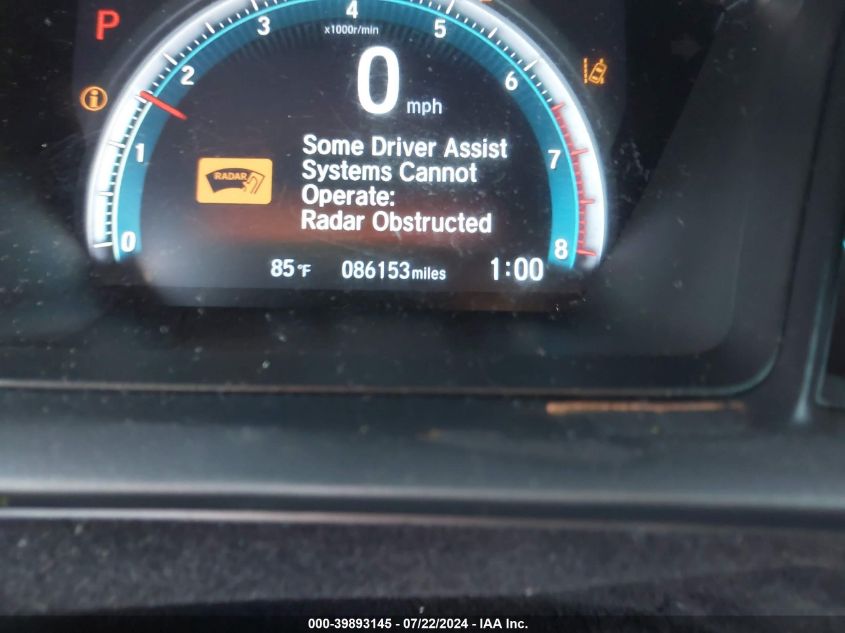 P
4
3
5
x1000r/min
2
6
0
mph
1
7
Some Driver Assist
Systems Cannot
RADAR
Operate:
Radar Obstructed
0
8
85°F 086153miles 1:00
000-39893145 - 07/22/2024 - IAA Inc.